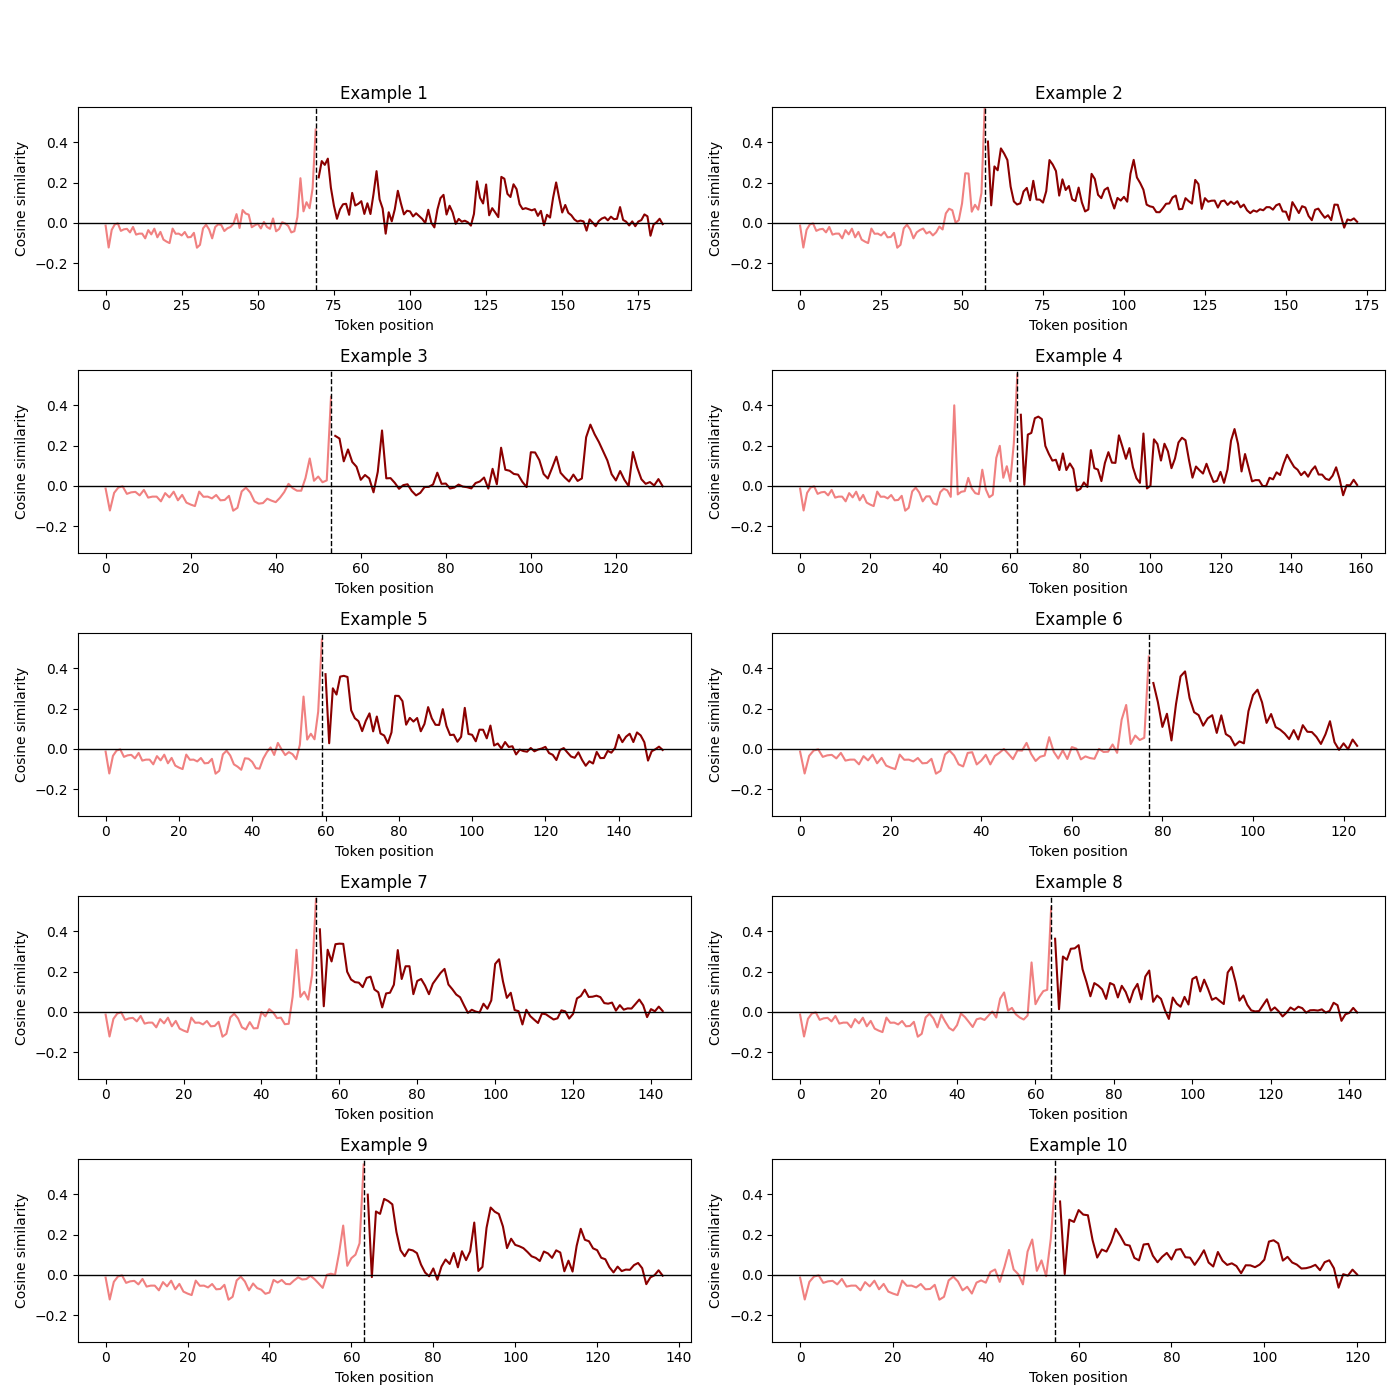 Example 1
Cosine similarity
0.4
0.2
0.0
−0.2
0 25 50 75 100 125 150 175
Token position
Example 2
Cosine similarity
0.4
0.2
0.0
−0.2
0 25 50 75 100 125 150 175
Token position
Example 3
Cosine similarity
0.4
0.2
0.0
−0.2
0 20 40 60 80 100 120
Token position
Example 4
Cosine similarity
0.4
0.2
0.0
−0.2
0 20 40 60 80 100 120 140 160
Token position
Example 5
Cosine similarity
0.4
0.2
0.0
−0.2
0 20 40 60 80 100 120 140
Token position
Example 6
Cosine similarity
0.4
0.2
0.0
−0.2
0 20 40 60 80 100 120
Token position
Example 7
Cosine similarity
0.4
0.2
0.0
−0.2
0 20 40 60 80 100 120 140
Token position
Example 8
Cosine similarity
0.4
0.2
0.0
−0.2
0 20 40 60 80 100 120 140
Token position
Example 9
Cosine similarity
0.4
0.2
0.0
−0.2
0 20 40 60 80 100 120 140
Token position
Example 10
Cosine similarity
0.4
0.2
0.0
−0.2
0 20 40 60 80 100 120
Token position